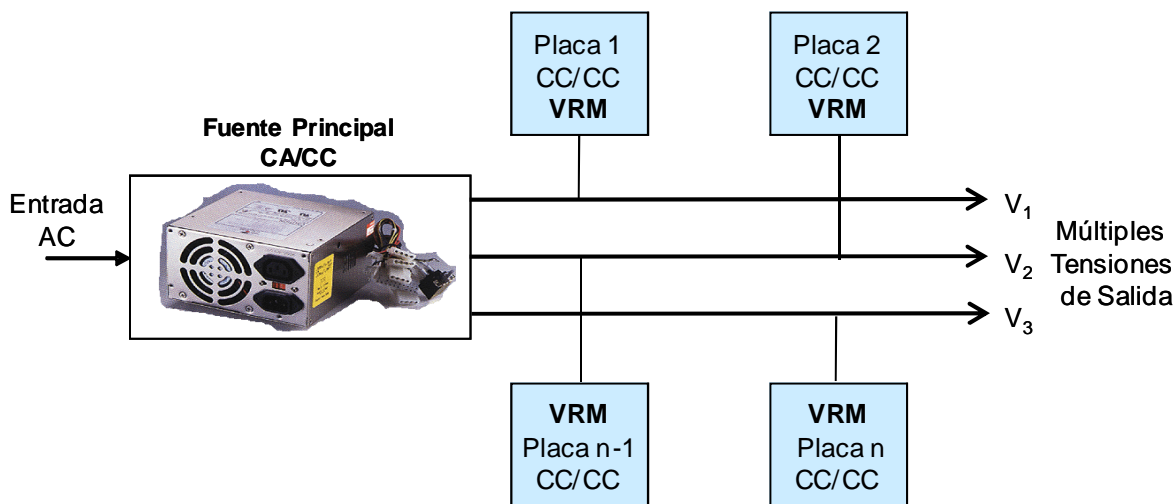 Placa 1
CC/CC
VRM
Placa 2
CC/CC
VRM
Fuente Principal
CA/CC
Entrada
AC
V1
V2
V3
Múltiples
Tensiones
de Salida
VRM
Placa n-1
CC/CC
VRM
Placa n
CC/CC